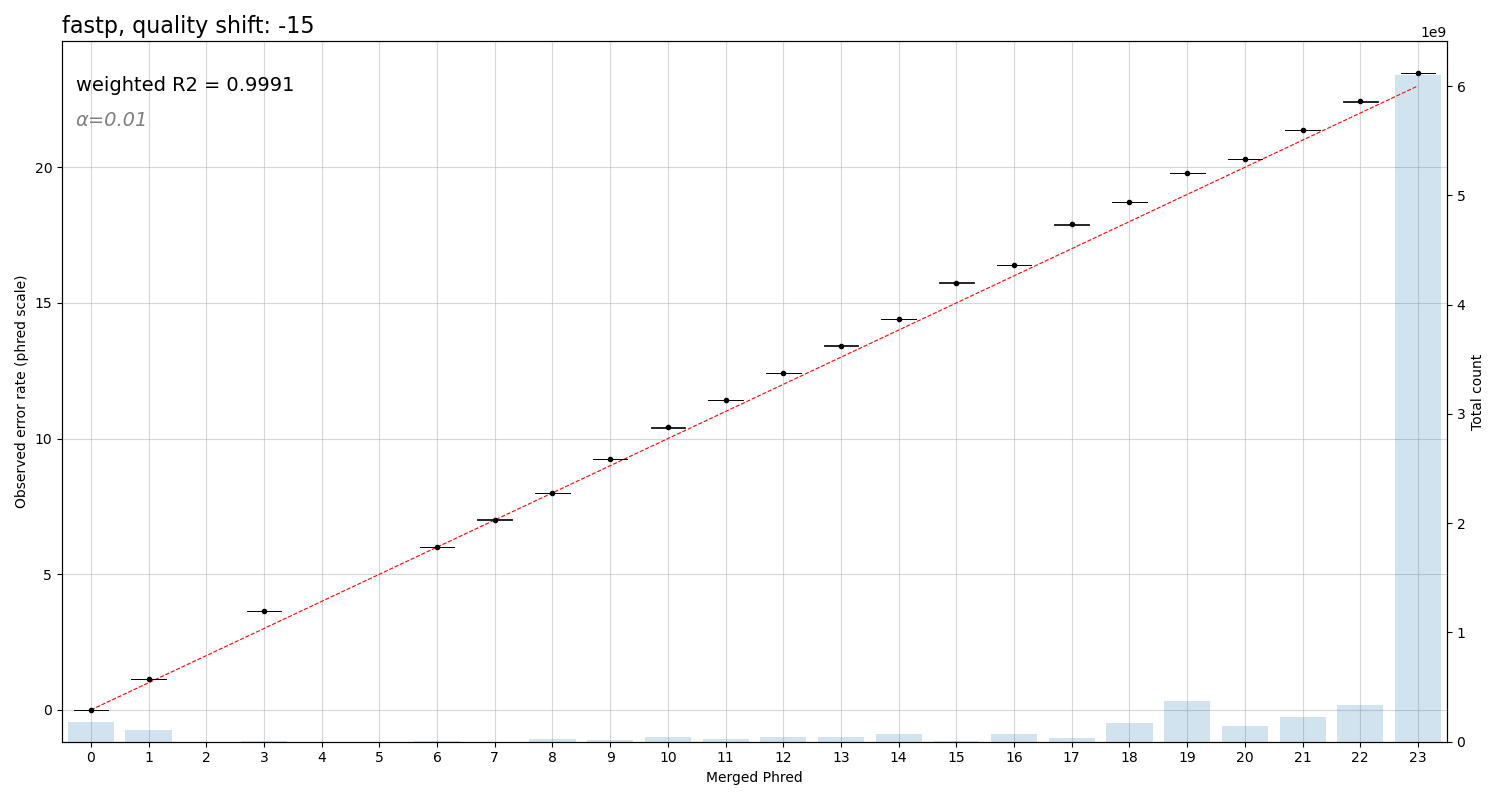 fastp, quality shift: -15
1e9
weighted R2 = 0.9991
α=0.01
Observed error rate (phred scale)
20
15
10
5
0
6
5
4
3
2
1
0
Total count
0 1 2 3 4 5 6 7 8 9 10 11 12 13 14 15 16 17 18 19 20 21 22 23
Merged Phred